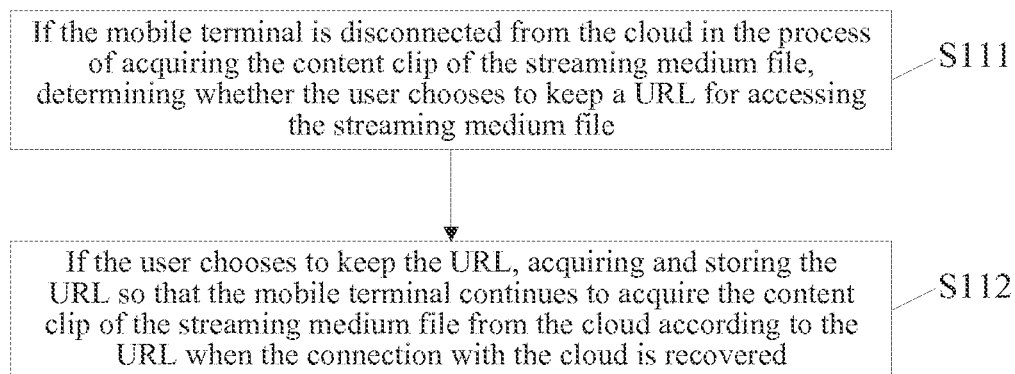 If the mobile terminal is disconnected from the cloud in the process
of acquiring the content clip of the streaming medium file,
determining whether the user chooses to keep a URL for accessing
the streaming medium file
S111
If the user chooses to keep the URL, acquiring and storing the
URL so that the mobile terminal continues to acquire the content
clip of the streaming medium file from the cloud according to the
URL when the connection with the cloud is recovered
S112